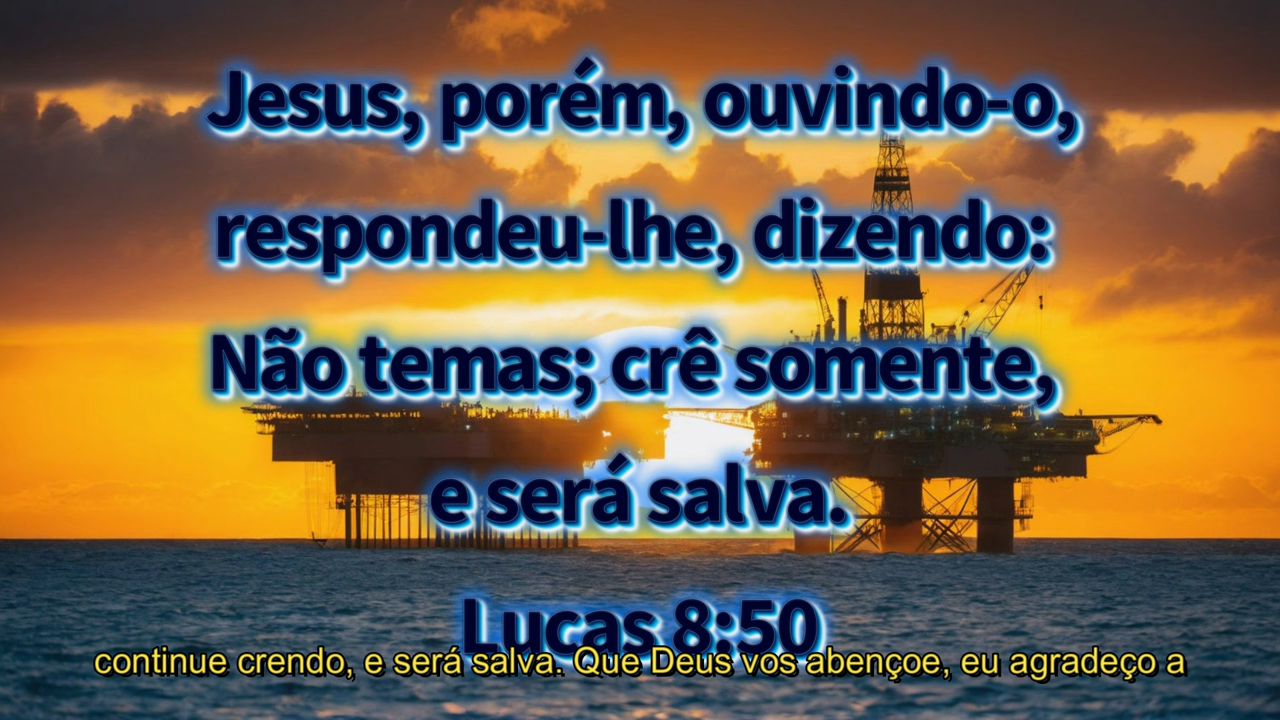 Jesus, porém, ouvindo-o,
respondeu-lhe, dizendo:
Não temas; crê somente,
e será salva.
Lucas 8:50
continue crendo, e será salva. Que Deus vos abençoe, eu agradeço a